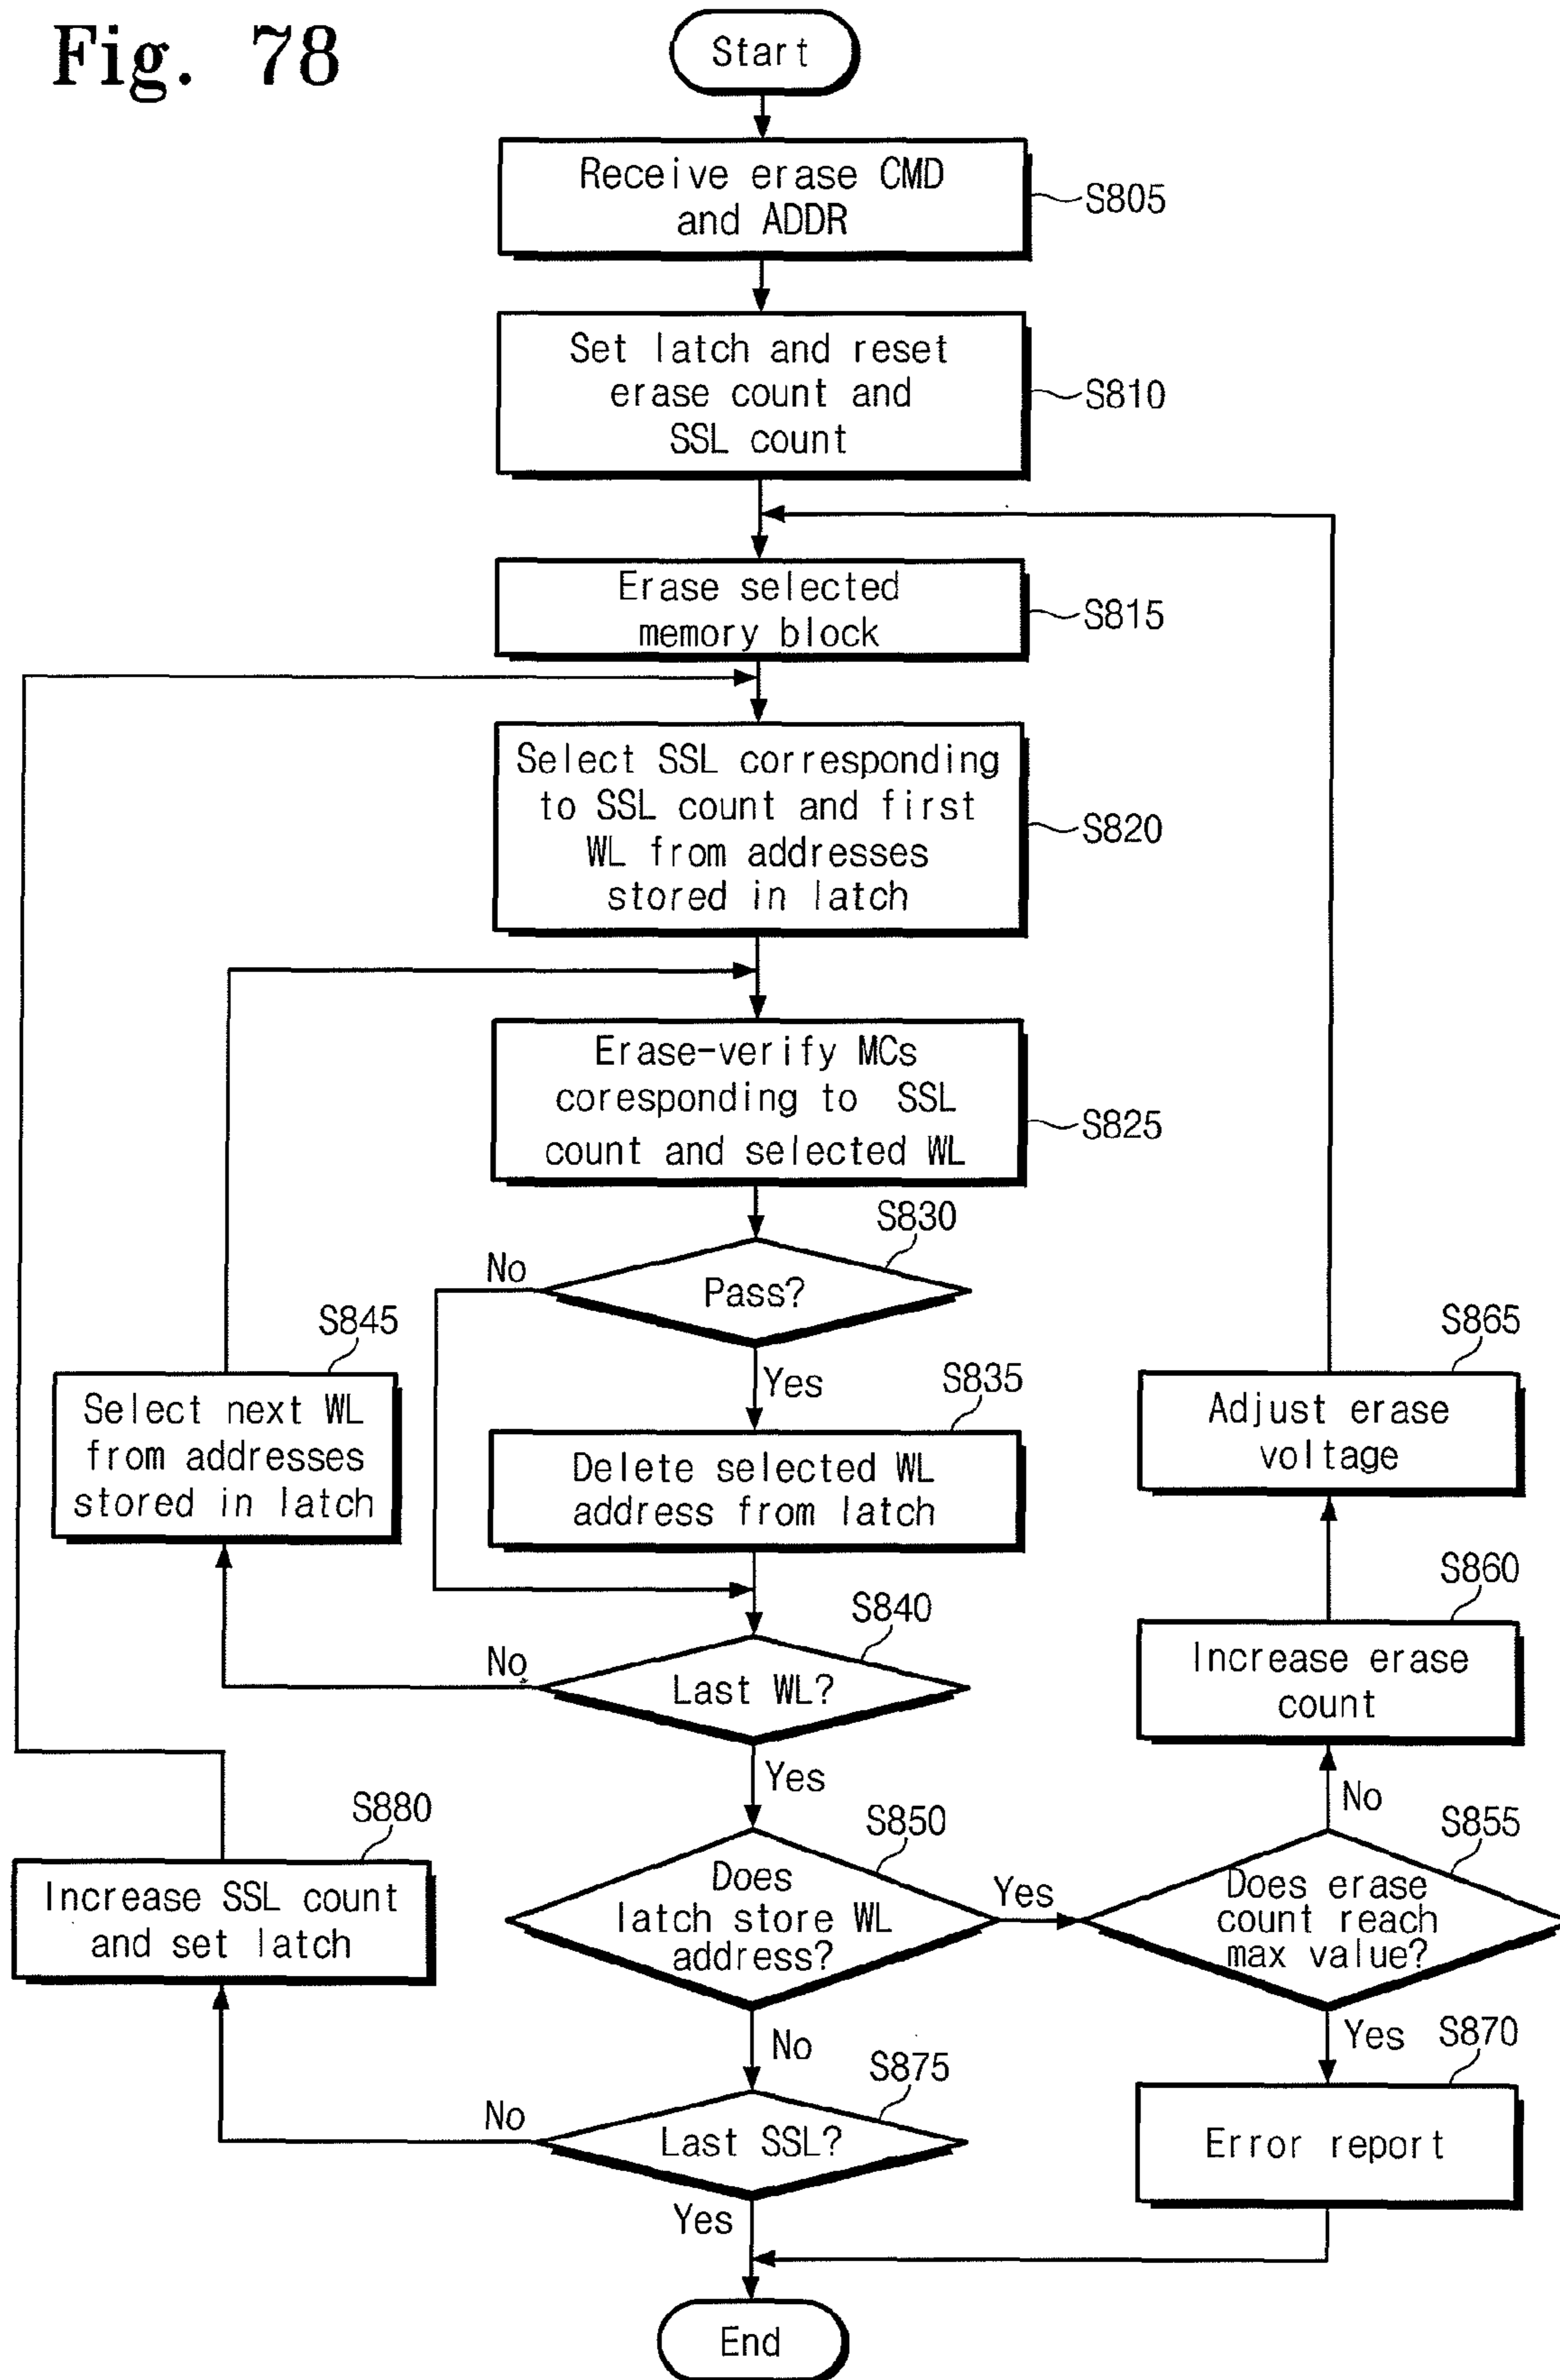 Fig. 78
Start
Receive erase CMD
and ADDR
S805
Set latch and reset
erase count and
SSL count
S810
Erase selected
memory block
S815
Select SSL corresponding
to SSL count and first
WL from addresses
stored in latch
S820
Erase-verify MCs
coresponding to SSL
count and selected WL
S825
S830
No
Pass?
Yes
S845
Select next WL
from addresses
stored in latch
S835
Delete selected WL
address from latch
S865
Adjust erase
voltage
S840
No
Last WL?
Yes
S860
Increase erase
count
No
S880
Increase SSL count
and set latch
S850
Does
latch store WL
address?
Yes
No
S855
Does erase
count reach
max value?
Yes
S875
No
Last SSL?
Yes
S870
Error report
End